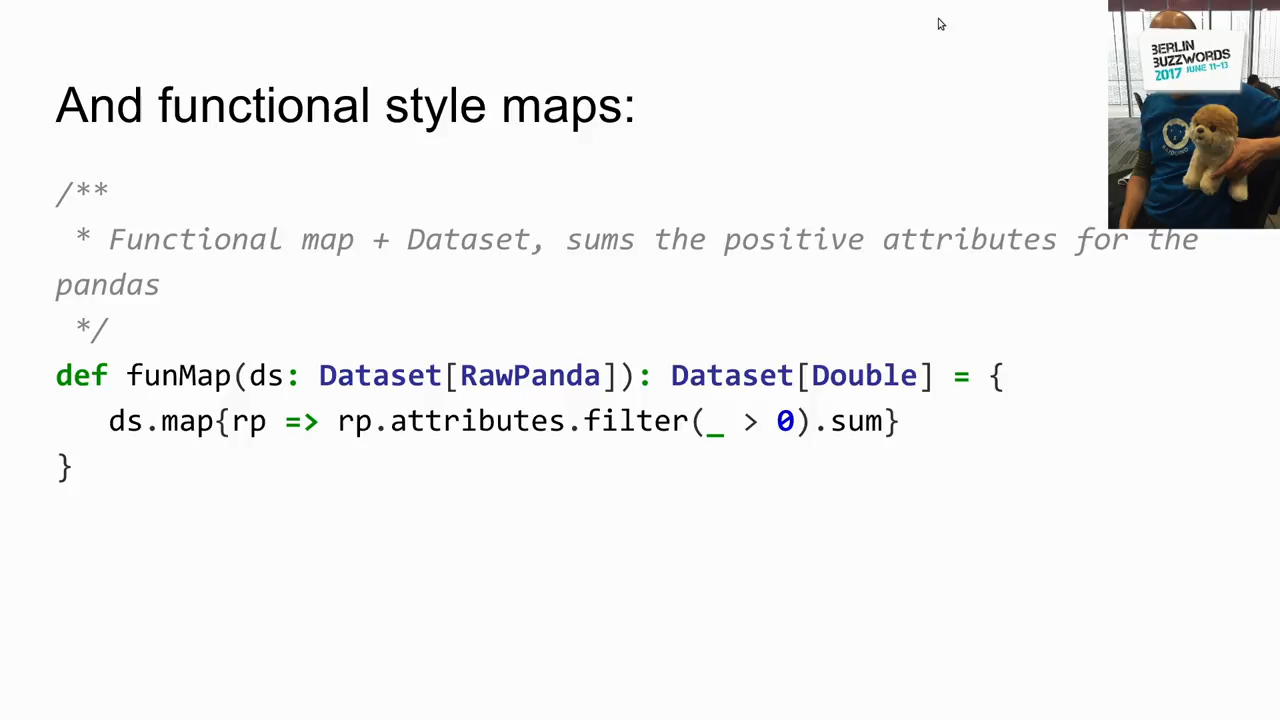 And functional style maps:
BERLIN
BUZZWORDS
2017 JUNE 11-13
/**
* Functional map + Dataset, sums the positive attributes for the
pandas
*/
def funMap(ds: Dataset[RawPanda]): Dataset[Double] = {
ds.map{rp => rp.attributes.filter(_ > 0).sum}
}